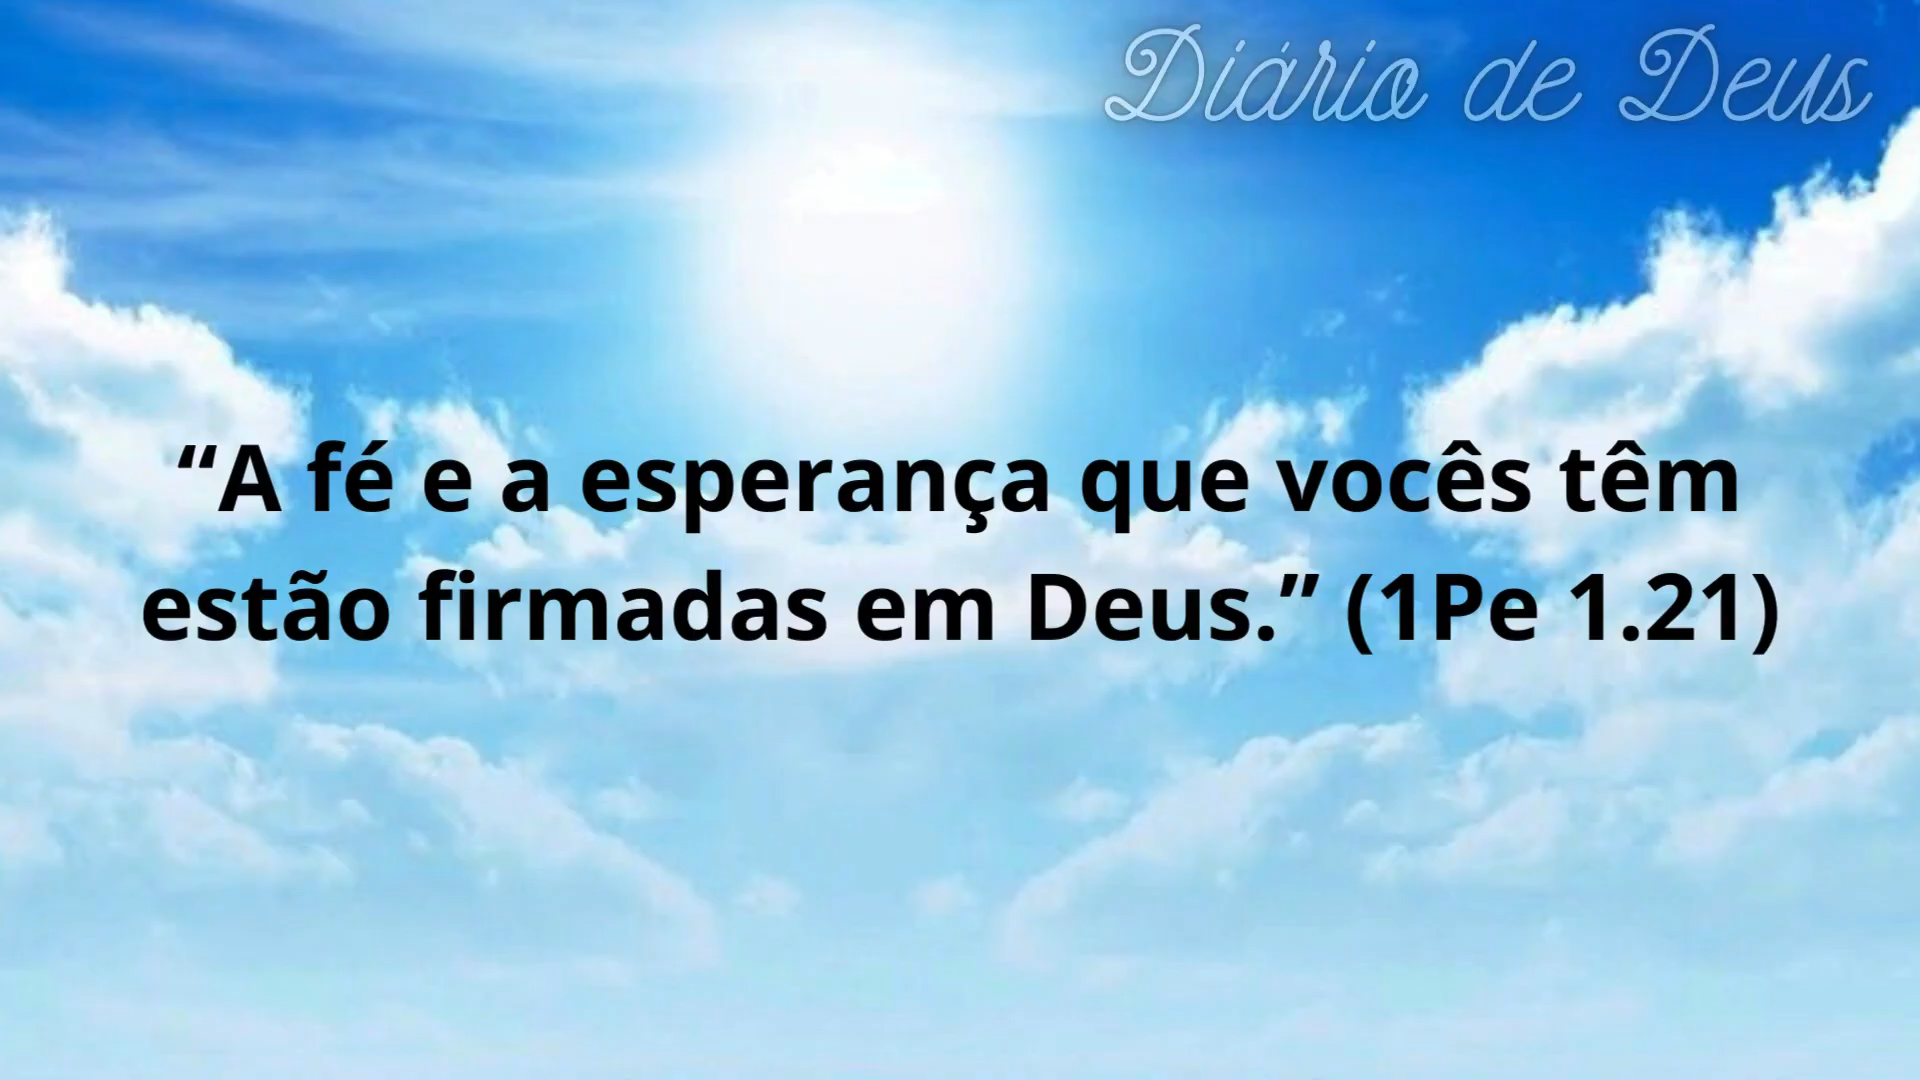 Diário de Deus
“A fé e a esperança que vocês têm
estão firmadas em Deus.” (1Pe 1.21)